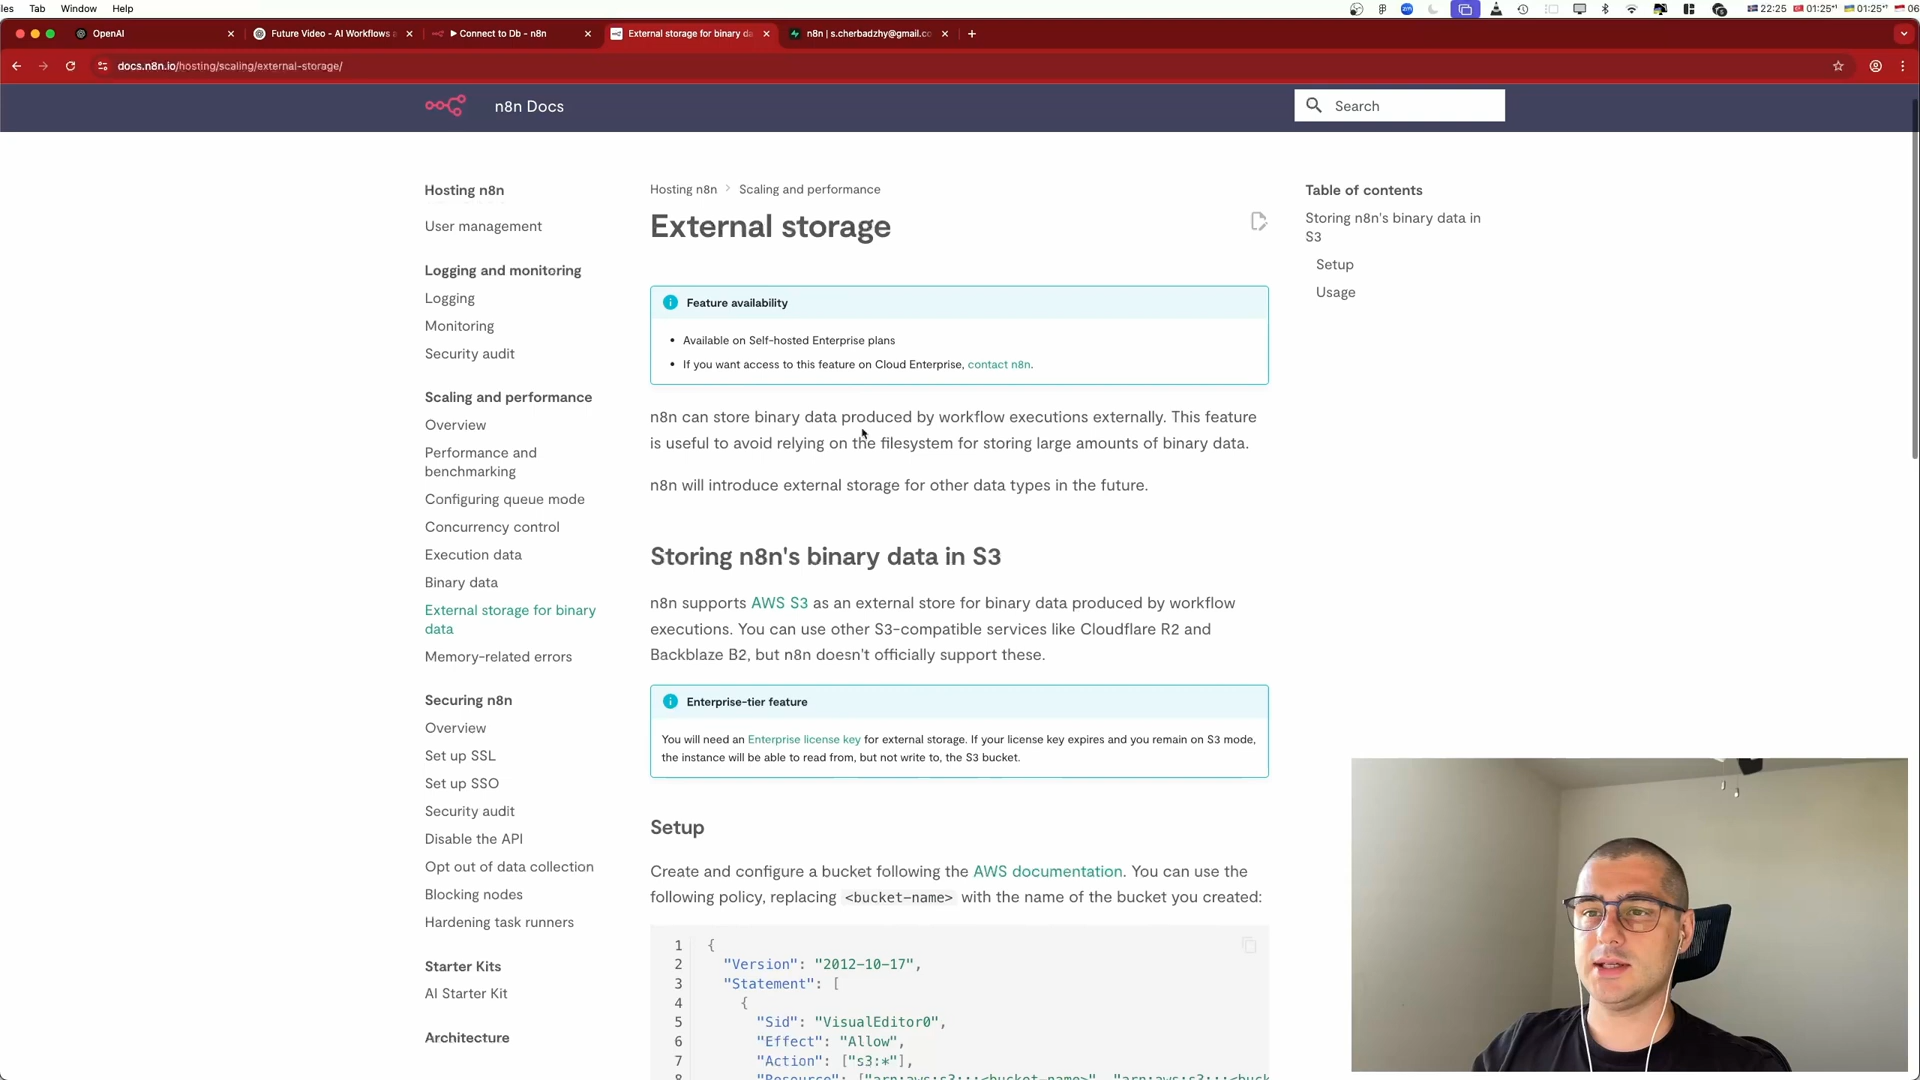 les Tab Window Help
22:25 01:25+1 01:25+1 06
OpenAI
Future Video - AI Workflows a
Connect to Db - n8n
External storage for binary da
n8n | s.cherbadzhy@gmail.co
docs.n8n.io/hosting/scaling/external-storage/
n8n Docs
Search
Hosting n8n
User management
Logging and monitoring
Logging
Monitoring
Security audit
Scaling and performance
Overview
Performance and
benchmarking
Configuring queue mode
Concurrency control
Execution data
Binary data
External storage for binary
data
Memory-related errors
Securing n8n
Overview
Set up SSL
Set up SSO
Security audit
Disable the API
Opt out of data collection
Blocking nodes
Hardening task runners
Starter Kits
AI Starter Kit
Architecture
Hosting n8n > Scaling and performance
External storage
Feature availability
• Available on Self-hosted Enterprise plans
• If you want access to this feature on Cloud Enterprise, contact n8n.
n8n can store binary data produced by workflow executions externally. This feature
is useful to avoid relying on the filesystem for storing large amounts of binary data.
n8n will introduce external storage for other data types in the future.
Storing n8n's binary data in S3
n8n supports AWS S3 as an external store for binary data produced by workflow
executions. You can use other S3-compatible services like Cloudflare R2 and
Backblaze B2, but n8n doesn't officially support these.
Enterprise-tier feature
You will need an Enterprise license key for external storage. If your license key expires and you remain on S3 mode,
the instance will be able to read from, but not write to, the S3 bucket.
Setup
Create and configure a bucket following the AWS documentation. You can use the
following policy, replacing <bucket-name> with the name of the bucket you created:
1 {
2 "Version": "2012-10-17",
3 "Statement": [
4 {
5 "Sid": "VisualEditor0",
6 "Effect": "Allow",
7 "Action": ["s3:*"],
8 "Resource": ["arn:aws:s3:::<bucket-name>", "arn:aws:s3:::<buck
Table of contents
Storing n8n's binary data in
S3
Setup
Usage